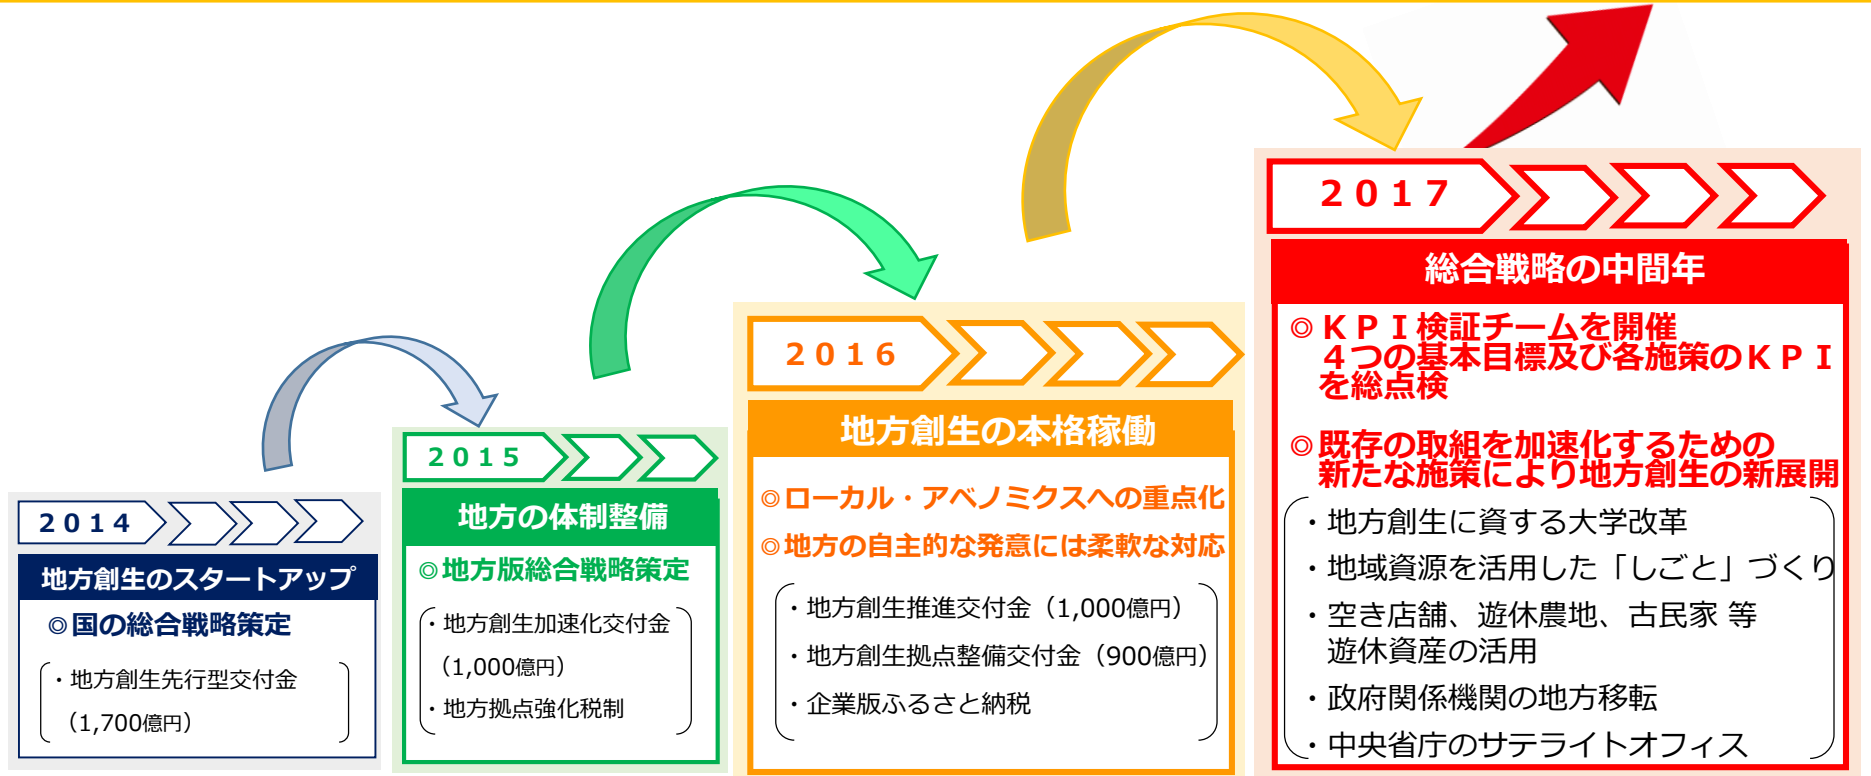 ２０１４
地方創生のスタートアップ
◎国の総合戦略策定
・地方創生先行型交付金
（1,700億円）
２０１５
地方の体制整備
◎地方版総合戦略策定
・地方創生加速化交付金
（1,000億円）
・地方拠点強化税制
２０１６
地方創生の本格稼働
◎ローカル・アベノミクスへの重点化
◎地方の自主的な発意には柔軟な対応
・地方創生推進交付金（1,000億円）
・地方創生拠点整備交付金（900億円）
・企業版ふるさと納税
２０１７
総合戦略の中間年
◎ＫＰＩ検証チームを開催
４つの基本目標及び各施策のＫＰＩ
を総点検
◎既存の取組を加速化するための
新たな施策により地方創生の新展開
・地方創生に資する大学改革
・地域資源を活用した「しごと」づくり
・空き店舗、遊休農地、古民家 等
遊休資産の活用
・政府関係機関の地方移転
・中央省庁のサテライトオフィス